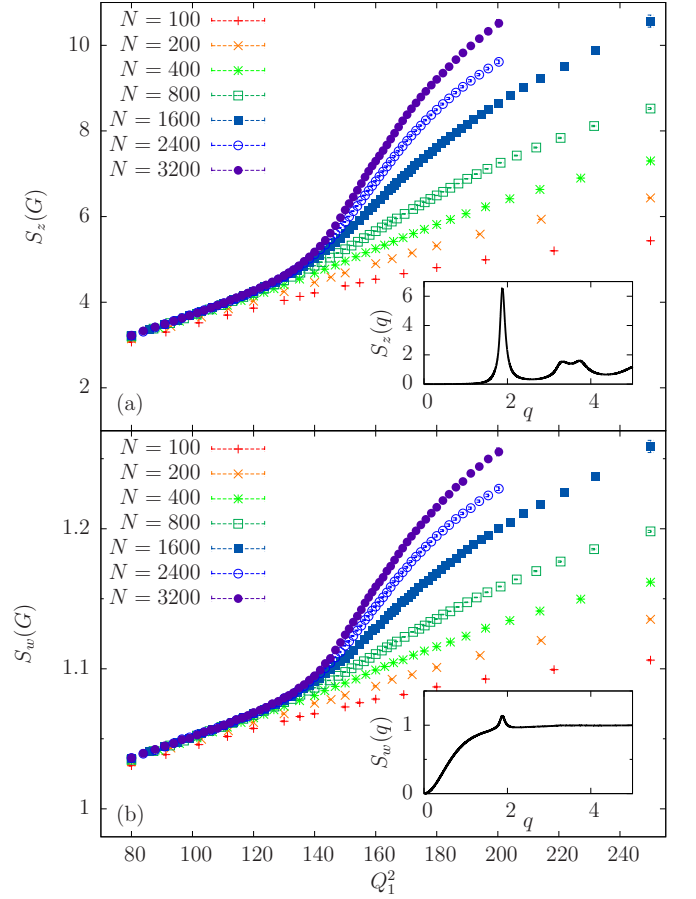 10
8
6
4
2
S_z(G)
N = 100
N = 200
N = 400
N = 800
N = 1600
N = 2400
N = 3200
(a)
6
4
2
0
S_z(q)
0 2 4
q
1.2
1.1
1
S_w(G)
N = 100
N = 200
N = 400
N = 800
N = 1600
N = 2400
N = 3200
(b)
1
0
S_w(q)
0 2 4
q
80 100 120 140 160 180 200 220 240
Q_1^2